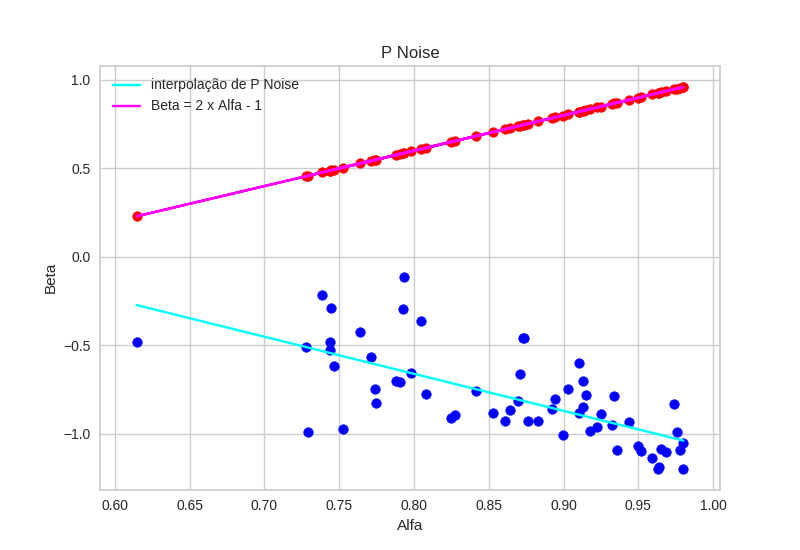 P Noise
interpolação de P Noise
Beta = 2 x Alfa - 1
1.0
0.5
0.0
−0.5
−1.0
Beta
0.60 0.65 0.70 0.75 0.80 0.85 0.90 0.95 1.00
Alfa